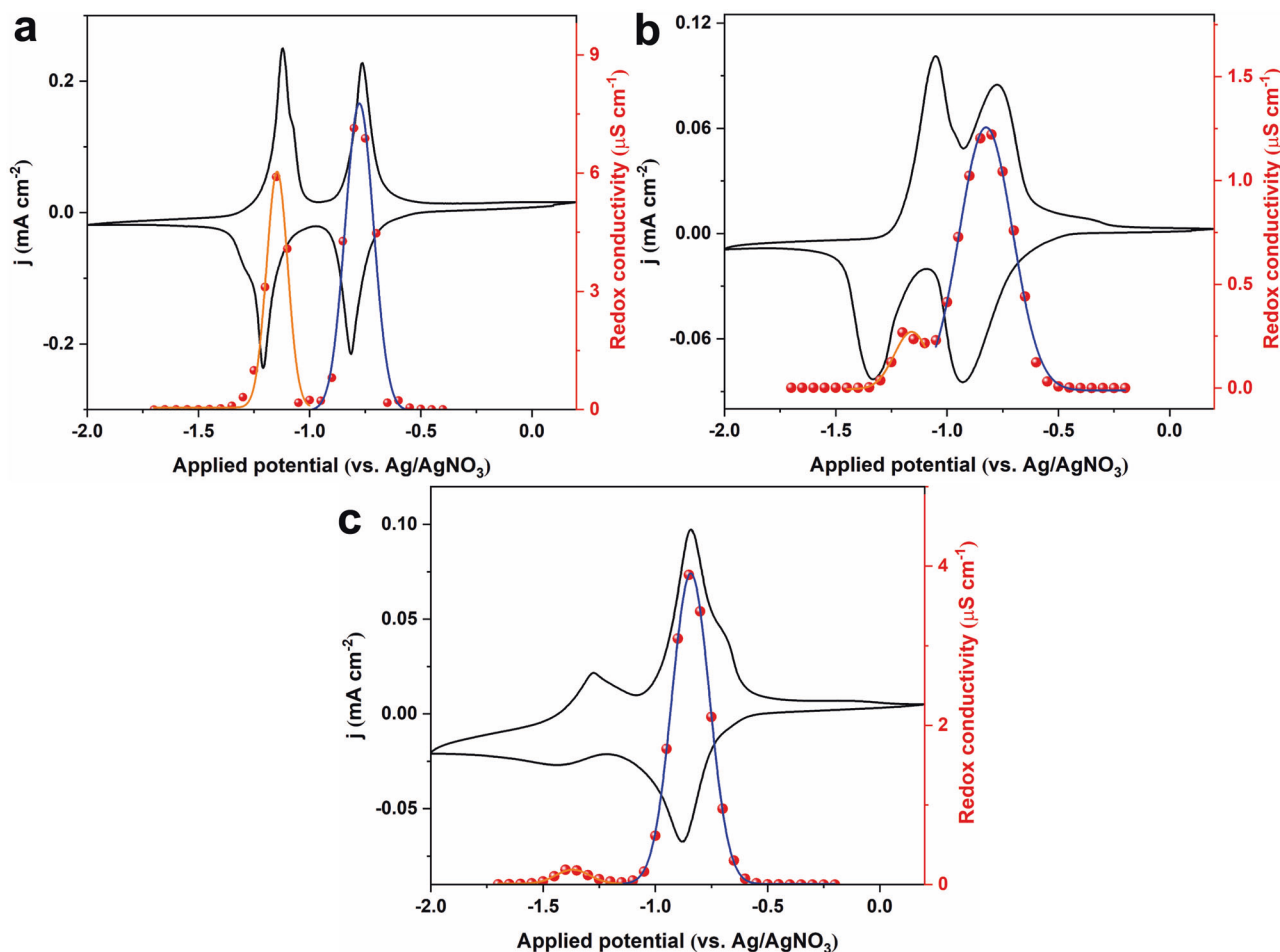 a
0.2
0.0
-0.2
j (mA cm⁻²)
9
6
3
0
Redox conductivity (µS cm⁻¹)
-2.0 -1.5 -1.0 -0.5 0.0
Applied potential (vs. Ag/AgNO₃)
b
0.12
0.06
0.00
-0.06
j (mA cm⁻²)
1.5
1.0
0.5
0.0
Redox conductivity (µS cm⁻¹)
-2.0 -1.5 -1.0 -0.5 0.0
Applied potential (vs. Ag/AgNO₃)
c
0.10
0.05
0.00
-0.05
j (mA cm⁻²)
4
2
0
Redox conductivity (µS cm⁻¹)
-2.0 -1.5 -1.0 -0.5 0.0
Applied potential (vs. Ag/AgNO₃)